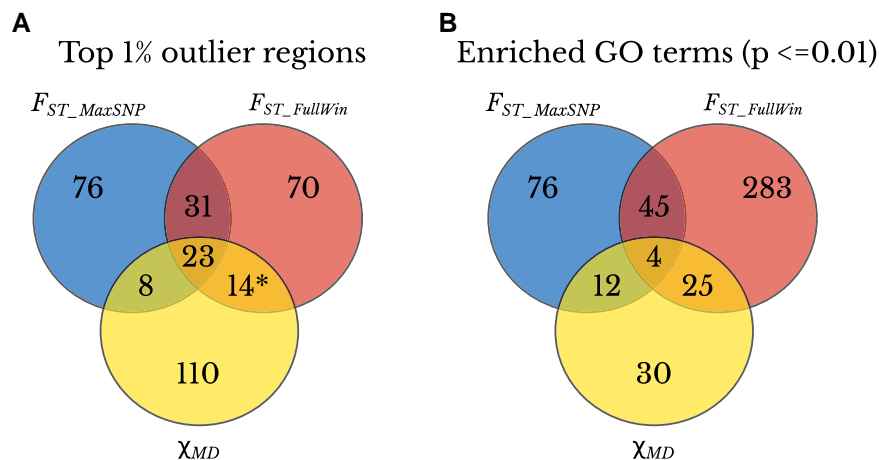 A
Top 1% outlier regions
F_ST_MaxSNP
F_ST_FullWin
76
31
70
23
8
14*
110
χ_MD
B
Enriched GO terms (p <=0.01)
F_ST_MaxSNP
F_ST_FullWin
76
45
283
4
12
25
30
χ_MD